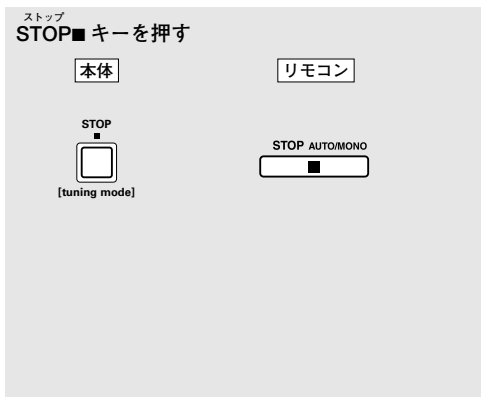 ストップ
STOP■ キーを押す
本体 リモコン
STOP
■
[tuning mode]
STOP AUTO/MONO
■